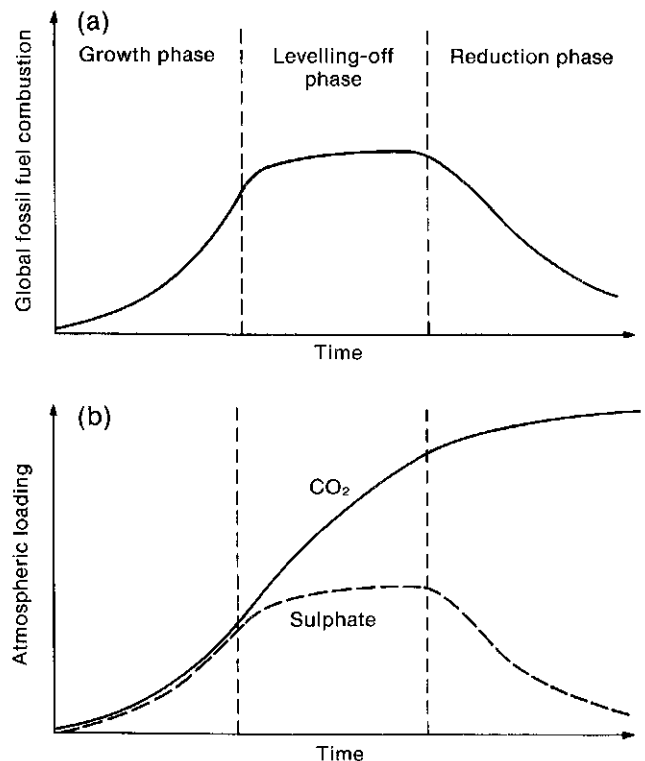 (a)
Growth phase
Levelling-off
phase
Reduction phase
Global fossil fuel combustion
Time
(b)
CO₂
Sulphate
Atmospheric loading
Time